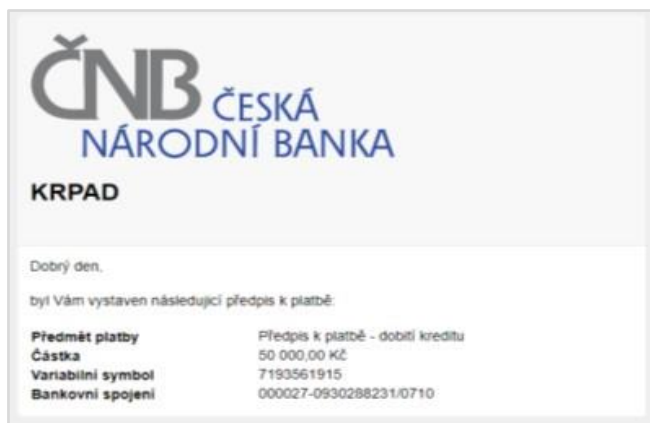 ČNB ČESKÁ
NÁRODNÍ BANKA
KRPAD
Dobrý den,
byl Vám vystaven následující předpis k platbě:
Předmět platby Předpis k platbě - dobití kreditu
Částka 50 000,00 Kč
Variabilní symbol 7193561915
Bankovní spojení 000027-0930288231/0710